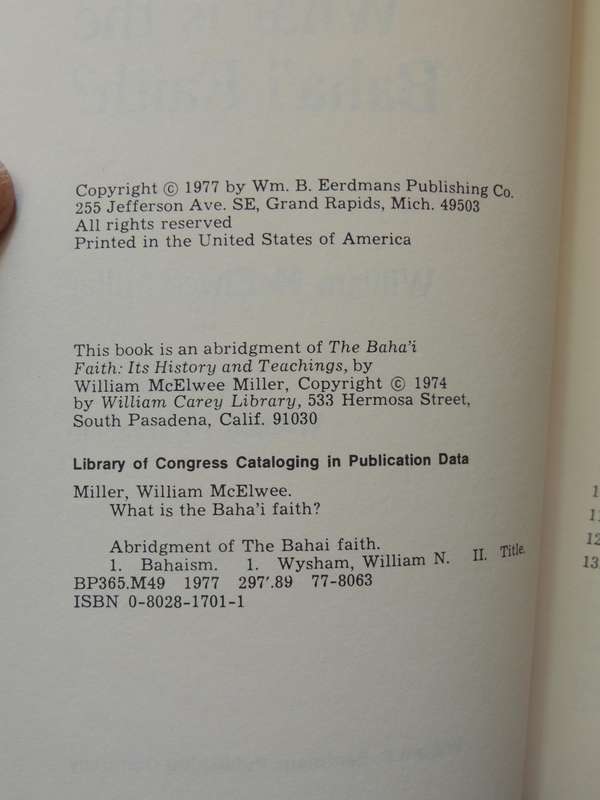 Copyright © 1977 by Wm. B. Eerdmans Publishing Co.
255 Jefferson Ave. SE, Grand Rapids, Mich. 49503
All rights reserved
Printed in the United States of America
This book is an abridgment of The Baha'i
Faith: Its History and Teachings, by
William McElwee Miller, Copyright © 1974
by William Carey Library, 533 Hermosa Street,
South Pasadena, Calif. 91030
Library of Congress Cataloging in Publication Data
Miller, William McElwee.
What is the Baha'i faith?
Abridgment of The Bahai faith.
1. Bahaism. 1. Wysham, William N. II. Title.
BP365.M49 1977 297'.89 77-8063
ISBN 0-8028-1701-1